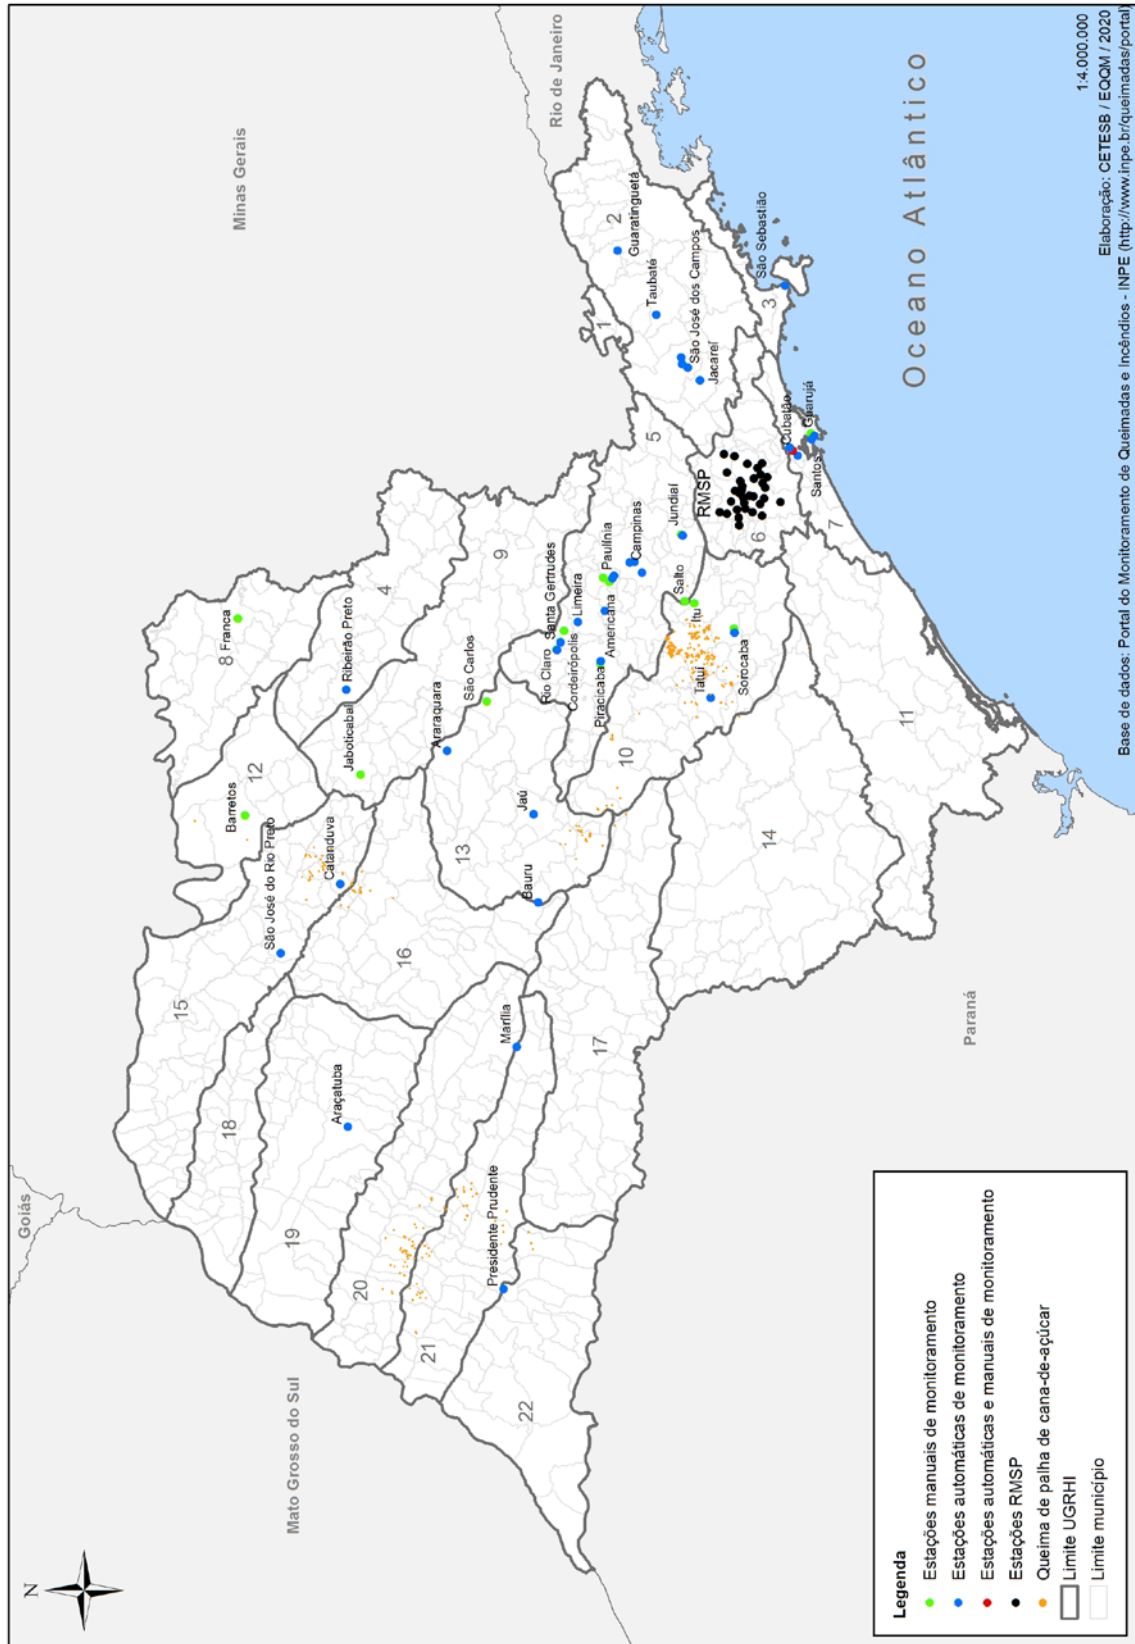 N
Goiás
Minas Gerais
Mato Grosso do Sul
Rio de Janeiro
Paraná
Oceano Atlântico
8
Franca
12
Barretos
15
São José do Rio Preto
Jaboticabal
Ribeirão Preto
4
Catanduva
18
Araçatuba
19
16
Araraquara
São Carlos
9
20
13
Jaú
Bauru
Marília
21
Presidente Prudente
Rio Claro
Santa Gertrudes
Cordeirópolis
Limeira
Piracicaba
Americana
Paulínia
Campinas
5
1
2
Guaratinguetá
Taubaté
São José dos Campos
Jacareí
22
17
10
Tatuí
Itu
Salto
Jundiaí
Sorocaba
RMSP
6
3
São Sebastião
Cubatão
Guarujá
Santos
7
14
11
Legenda
Estações manuais de monitoramento
Estações automáticas de monitoramento
Estações automáticas e manuais de monitoramento
Estações RMSP
Queima de palha de cana-de-açúcar
Limite UGRHI
Limite município
1:4.000.000
Elaboração: CETESB / EQQM / 2020
Base de dados: Portal do Monitoramento de Queimadas e Incêndios - INPE (http://www.inpe.br/queimadas/portal)